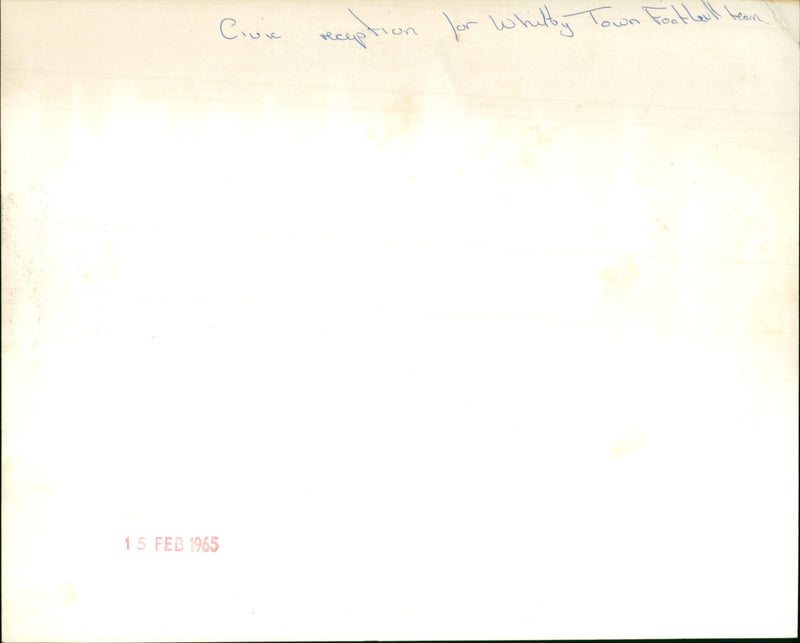 Civic reception for Whitby Town Football team.
15 FEB 1965